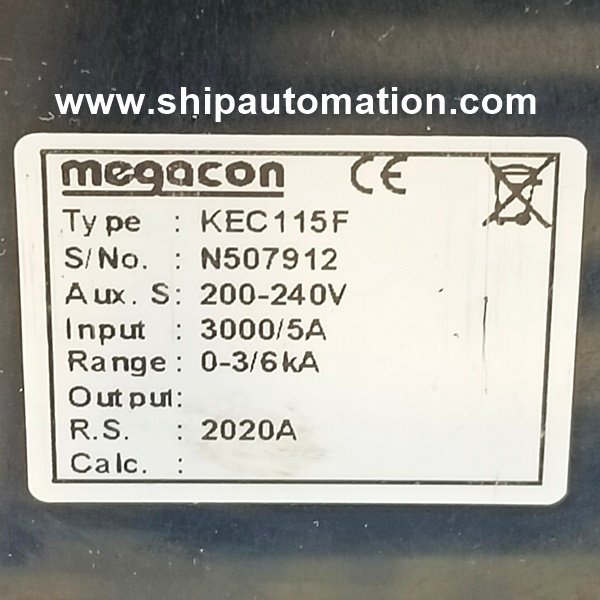 www.shipautomation.com
megacon CE
Type : KEC115F
S/No. : N507912
Aux. S: 200-240V
Input : 3000/5A
Range: 0-3/6kA
Output:
R.S. : 2020A
Calc. :